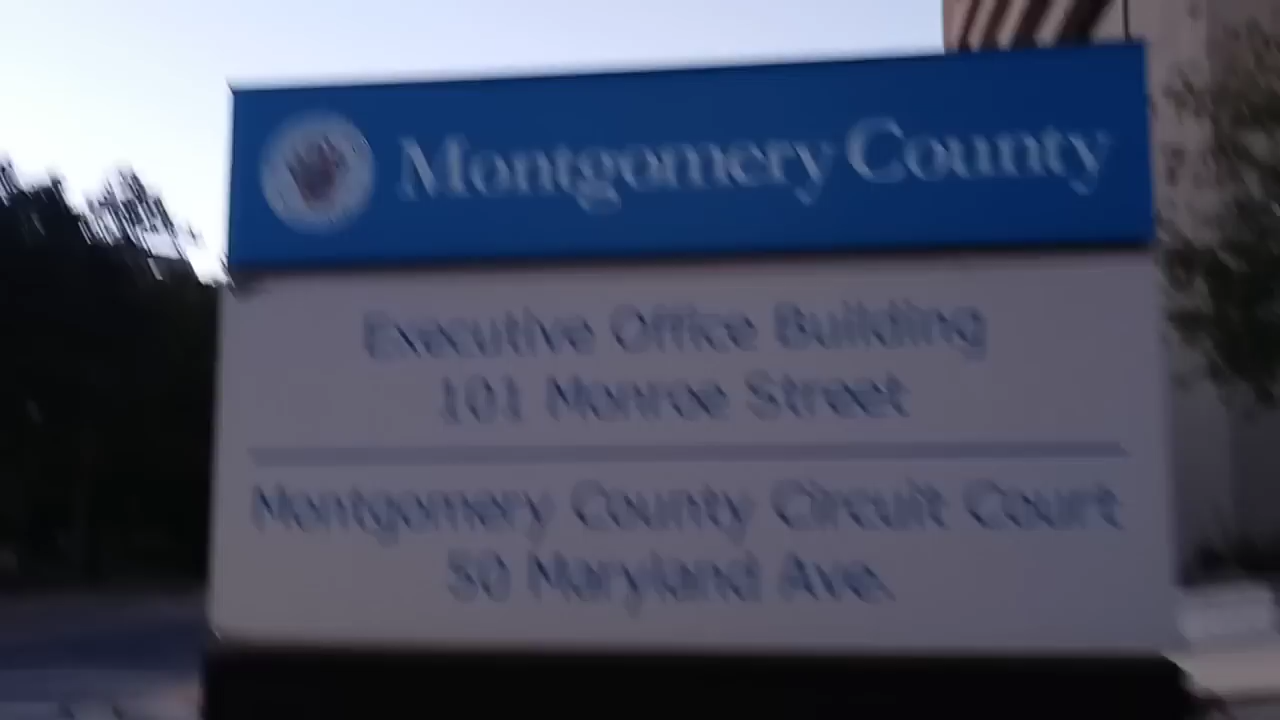 Montgomery County
Executive Office Building
101 Monroe Street
Montgomery County Circuit Court
50 Maryland Ave.